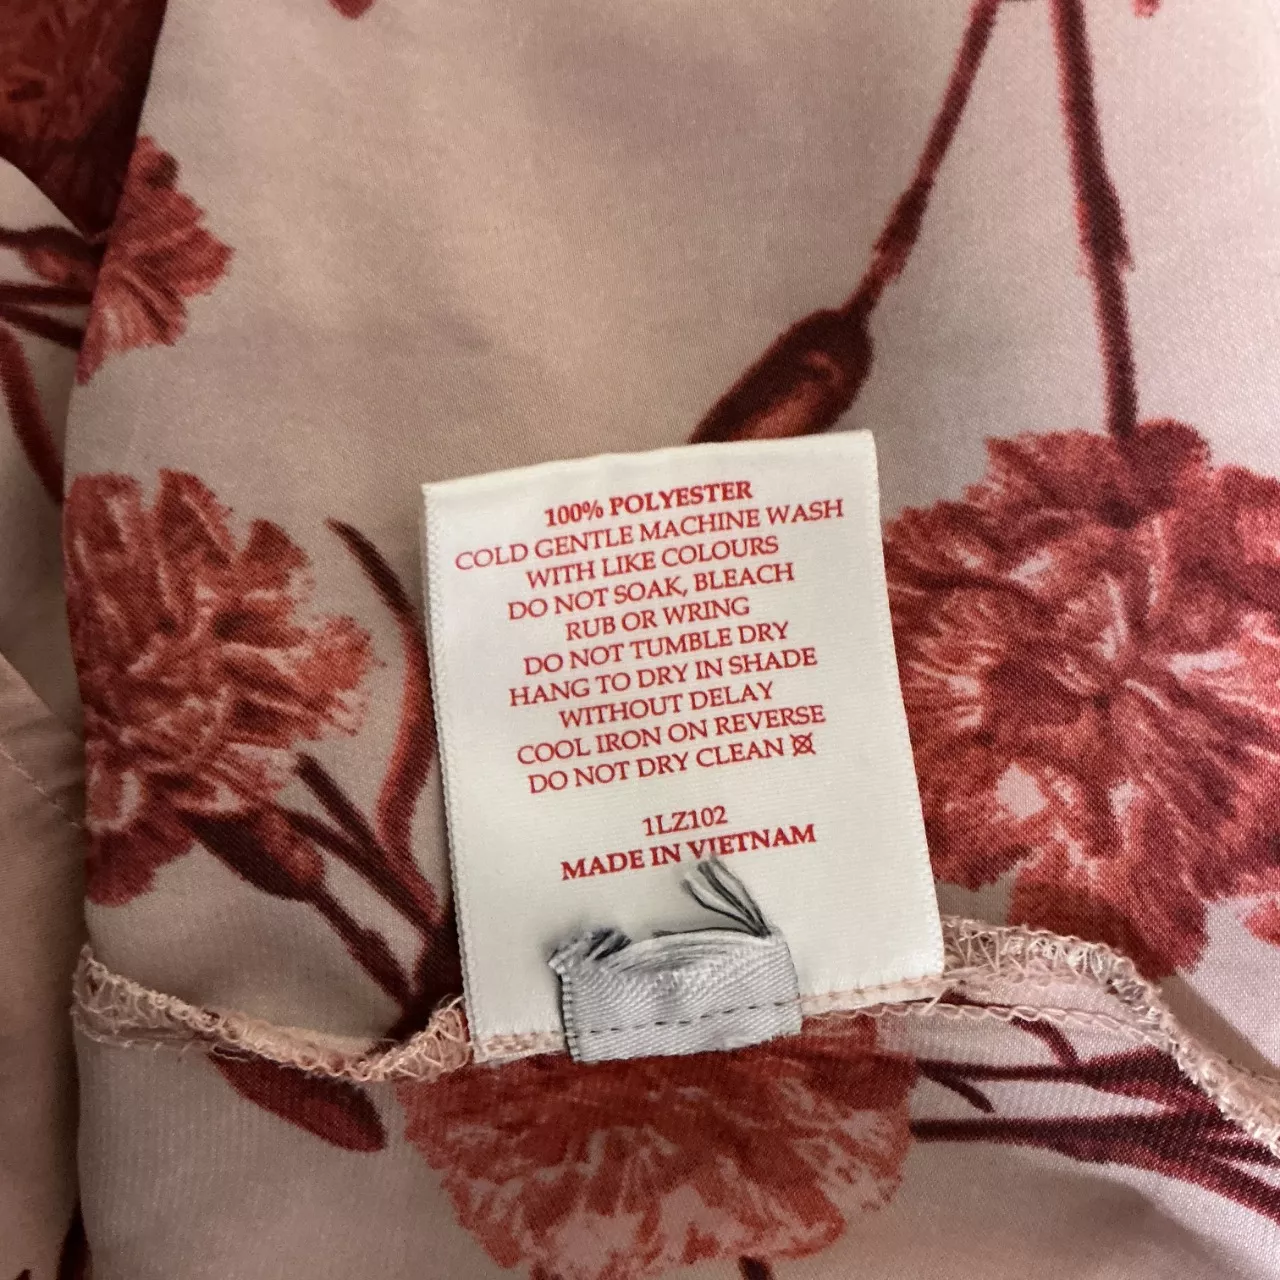 100% POLYESTER
COLD GENTLE MACHINE WASH
WITH LIKE COLOURS
DO NOT SOAK, BLEACH
RUB OR WRING
DO NOT TUMBLE DRY
HANG TO DRY IN SHADE
WITHOUT DELAY
COOL IRON ON REVERSE
DO NOT DRY CLEAN
1LZ102
MADE IN VIETNAM